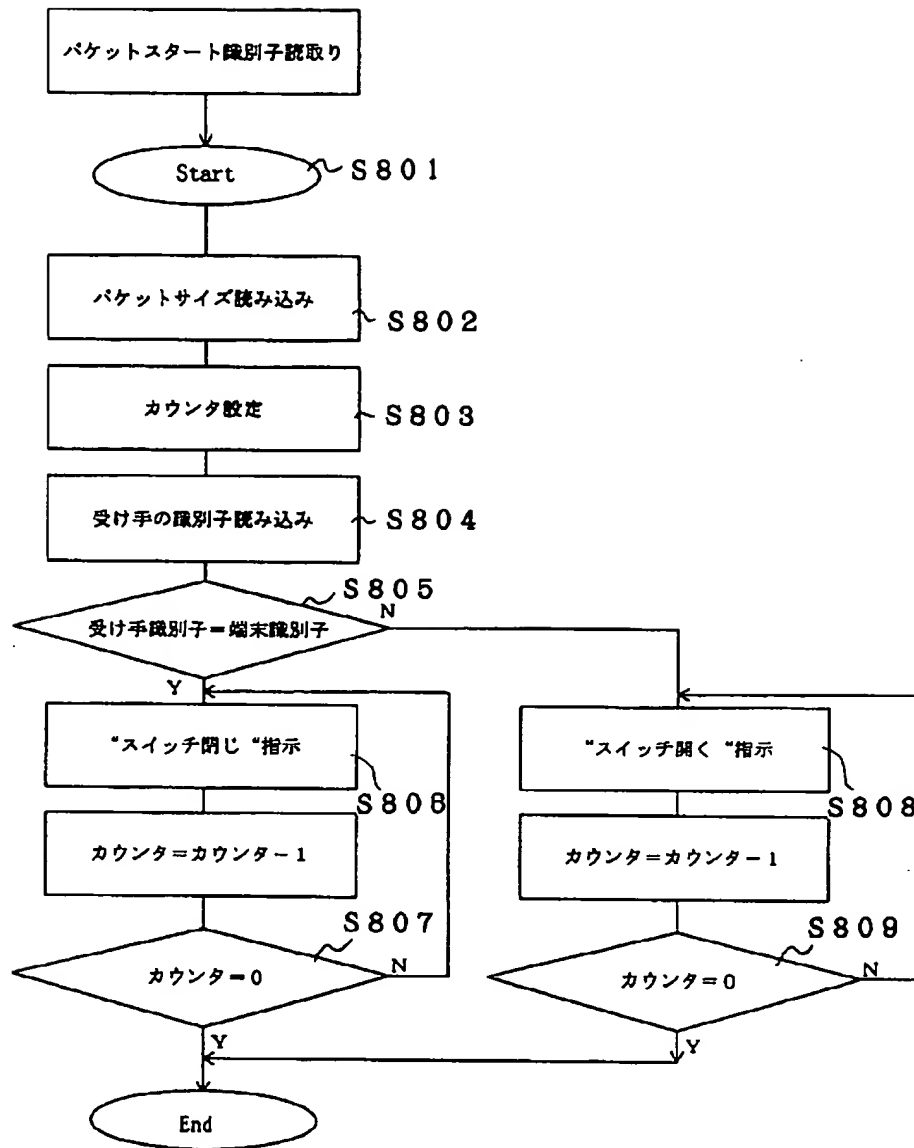 パケットスタート識別子読取り
Start
S801
パケットサイズ読み込み
S802
カウンタ設定
S803
受け手の識別子読み込み
S804
S805
受け手識別子＝端末識別子
N
Y
“スイッチ閉じ“指示
S806
“スイッチ開く“指示
S808
カウンタ＝カウンター1
カウンタ＝カウンター1
S807
カウンタ＝0
N
Y
S809
カウンタ＝0
N
Y
End